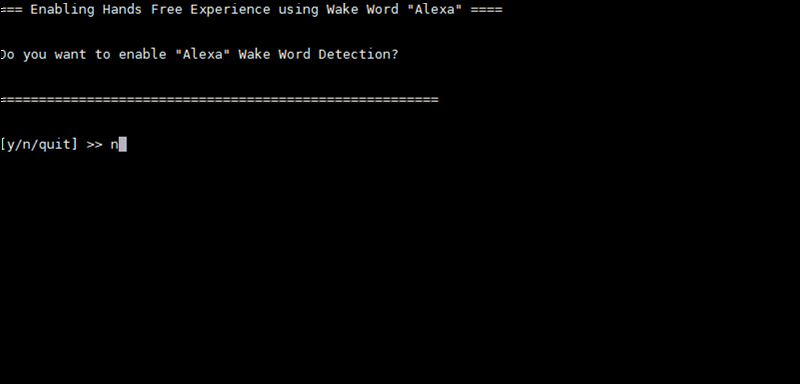 === Enabling Hands Free Experience using Wake Word "Alexa" ====
Do you want to enable "Alexa" Wake Word Detection?
======================================================
[y/n/quit] >> n